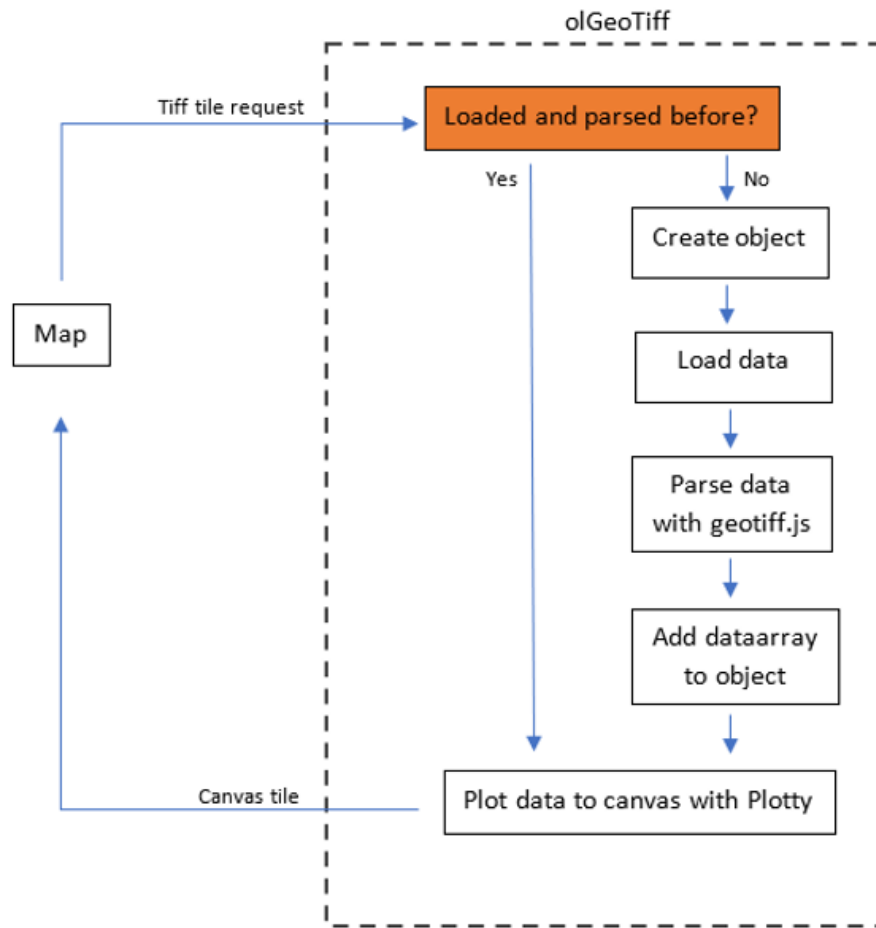 olGeoTiff
Tiff tile request
Loaded and parsed before?
Yes
No
Create object
Map
Load data
Parse data
with geotiff.js
Add dataarray
to object
Canvas tile
Plot data to canvas with Plotty